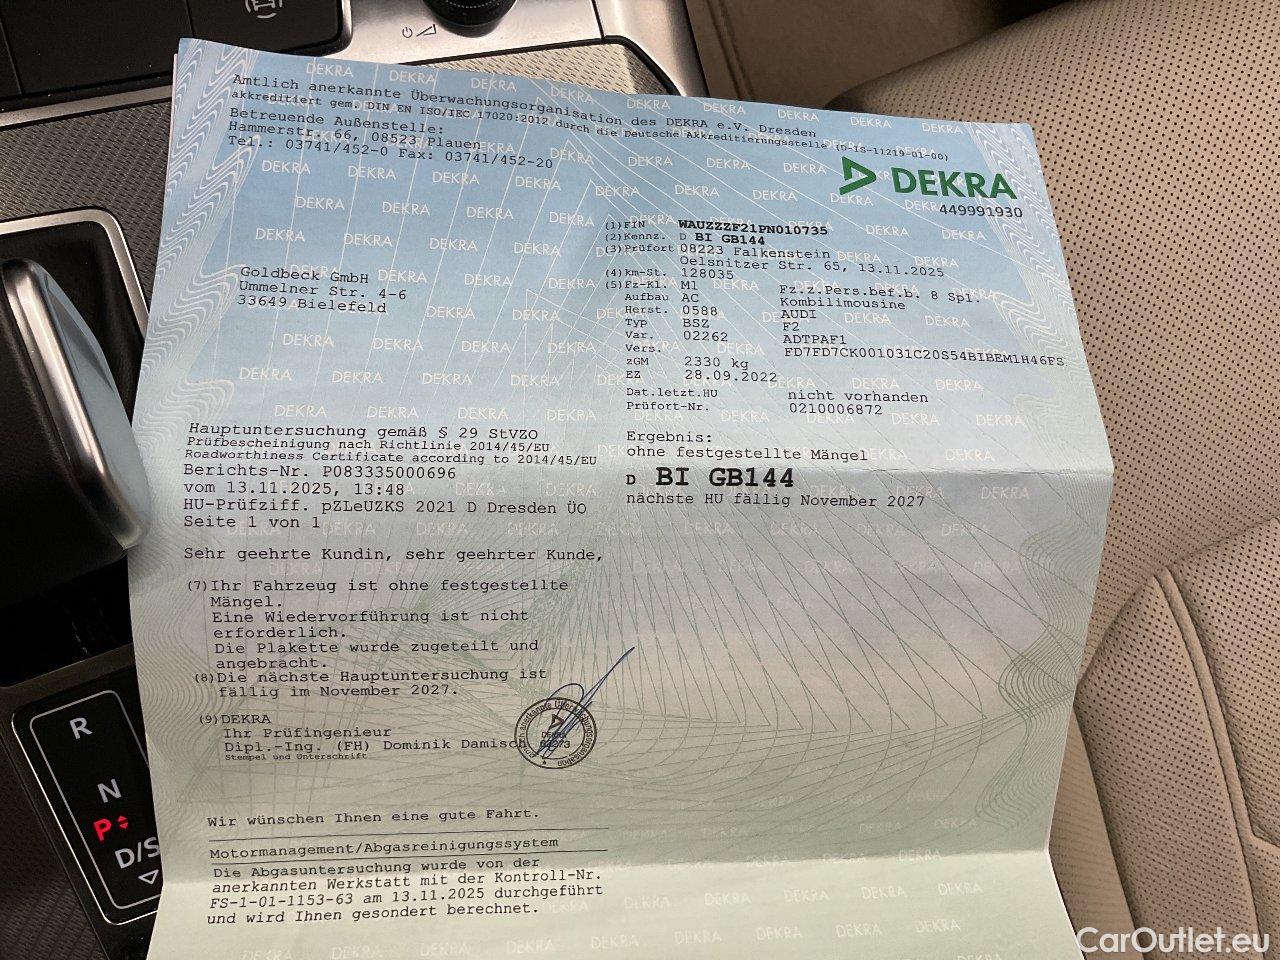 Amtlich anerkannte Überwachungsorganisation des DEKRA e.V. Dresden
akkreditiert gem. DIN EN ISO/IEC 17020:2012 durch die Deutsche Akkreditierungsstelle (D-IS-11219-01-00)
Betreuende Außenstelle:
Hammerstr. 66, 08523 Plauen
Tel.: 03741/452-0 Fax: 03741/452-20
DEKRA
449991930
(1) FIN WAUZZZF21PN010735
(2) Kennz. D BI GB144
(3) Prüfort 08223 Falkenstein
Oelsnitzer Str. 65, 13.11.2025
(4) km-St. 128035
(5) Fz-Kl. M1 Fz.z.Pers.bef.b. 8 Spl.
Aufbau AC Kombilimousine
Herst. 0588 AUDI
Typ BSZ F2
Var. 02262 ADTPAF1
Vers. FD7FD7CK001031C20S54BIBEM1H46FS
zGM 2330 kg
EZ 28.09.2022
Dat.letzt.HU nicht vorhanden
Prüfort-Nr. 0210006872
Goldbeck GmbH
Ummelner Str. 4-6
33649 Bielefeld
Hauptuntersuchung gemäß § 29 StVZO
Prüfbescheinigung nach Richtlinie 2014/45/EU
Roadworthiness Certificate according to 2014/45/EU
Berichts-Nr. P083335000696
vom 13.11.2025, 13:48
HU-Prüfziff. pZLeUZKS 2021 D Dresden ÜO
Seite 1 von 1
Ergebnis:
ohne festgestellte Mängel
D BI GB144
nächste HU fällig November 2027
Sehr geehrte Kundin, sehr geehrter Kunde,
(7) Ihr Fahrzeug ist ohne festgestellte
Mängel.
Eine Wiedervorführung ist nicht
erforderlich.
Die Plakette wurde zugeteilt und
angebracht.
(8) Die nächste Hauptuntersuchung ist
fällig im November 2027.
(9) DEKRA
Ihr Prüfingenieur
Dipl.-Ing. (FH) Dominik Damisch
Stempel und Unterschrift
Wir wünschen Ihnen eine gute Fahrt.
Motormanagement/Abgasreinigungssystem
Die Abgasuntersuchung wurde von der
anerkannten Werkstatt mit der Kontroll-Nr.
FS-1-01-1153-63 am 13.11.2025 durchgeführt
und wird Ihnen gesondert berechnet.
R
N
P
D/S
CarOutlet.eu